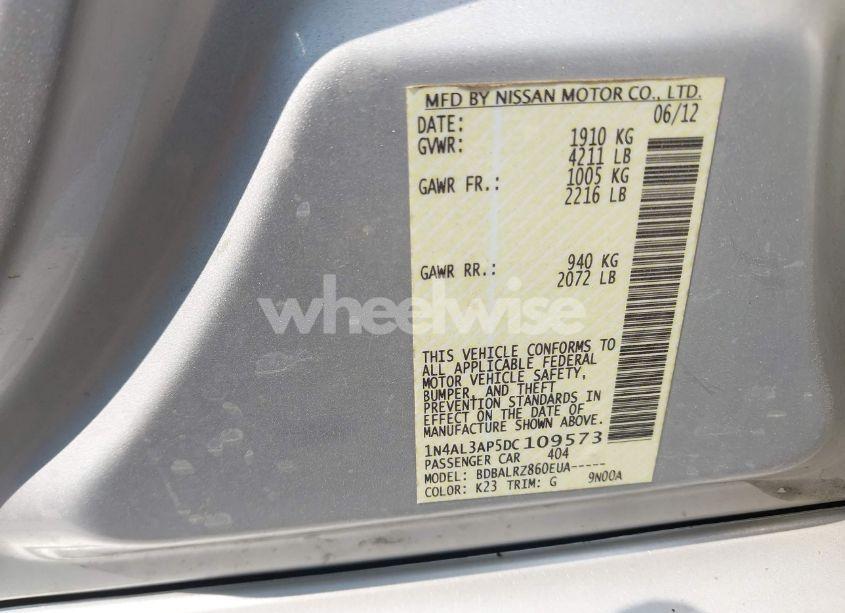 MFD BY NISSAN MOTOR CO., LTD.
DATE: 06/12
GVWR: 1910 KG
4211 LB
GAWR FR.: 1005 KG
2216 LB
GAWR RR.: 940 KG
2072 LB
wheelwise
THIS VEHICLE CONFORMS TO
ALL APPLICABLE FEDERAL
MOTOR VEHICLE SAFETY,
BUMPER, AND THEFT
PREVENTION STANDARDS IN
EFFECT ON THE DATE OF
MANUFACTURE SHOWN ABOVE.
1N4AL3AP5DC109573
PASSENGER CAR 404
MODEL: BDBALRZ860EUA-----
COLOR: K23 TRIM: G 9N00A